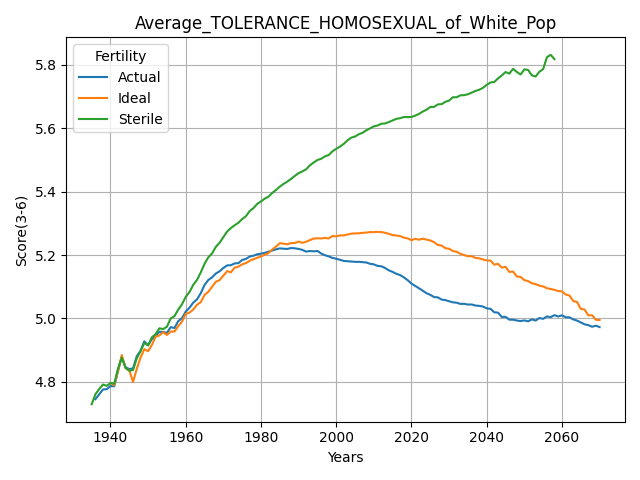 Average_TOLERANCE_HOMOSEXUAL_of_White_Pop
Fertility
Actual
Ideal
Sterile
Score(3-6)
5.8
5.6
5.4
5.2
5.0
4.8
1940 1960 1980 2000 2020 2040 2060
Years